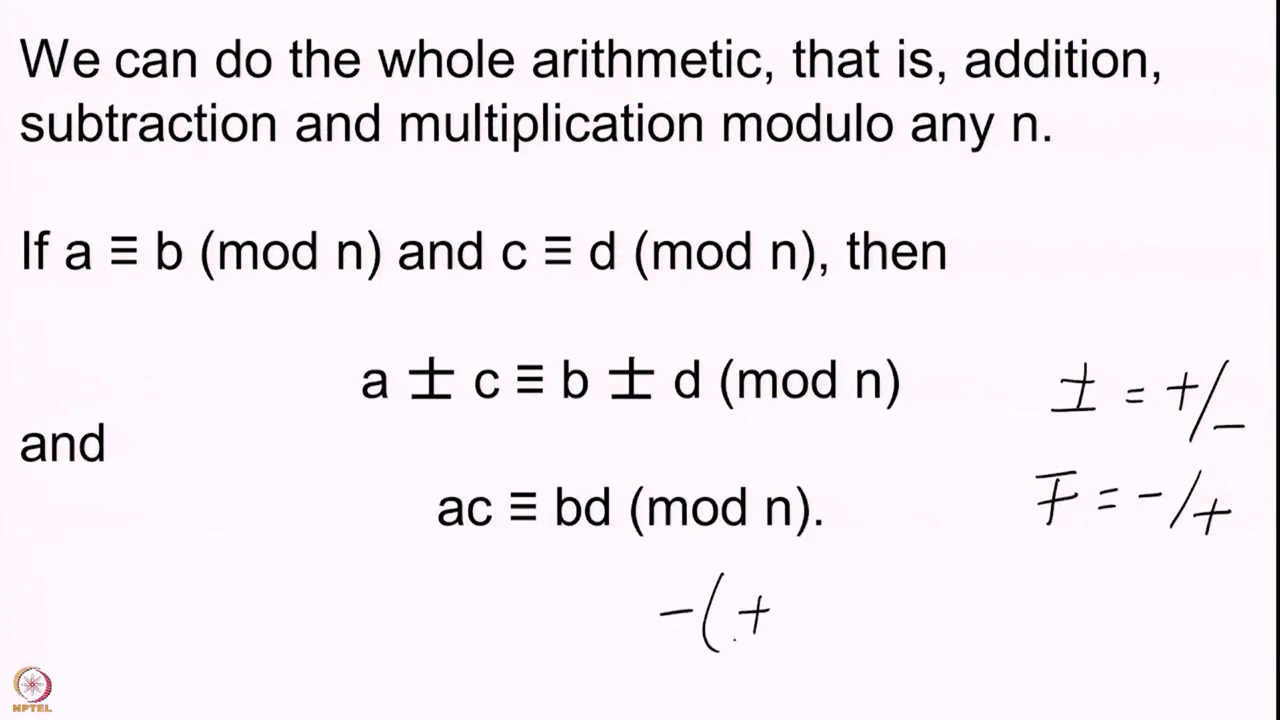 We can do the whole arithmetic, that is, addition,
subtraction and multiplication modulo any n.
If a ≡ b (mod n) and c ≡ d (mod n), then
a ± c ≡ b ± d (mod n)
± = +/-
and
ac ≡ bd (mod n).
∓ = -/+
-( +
NPTEL